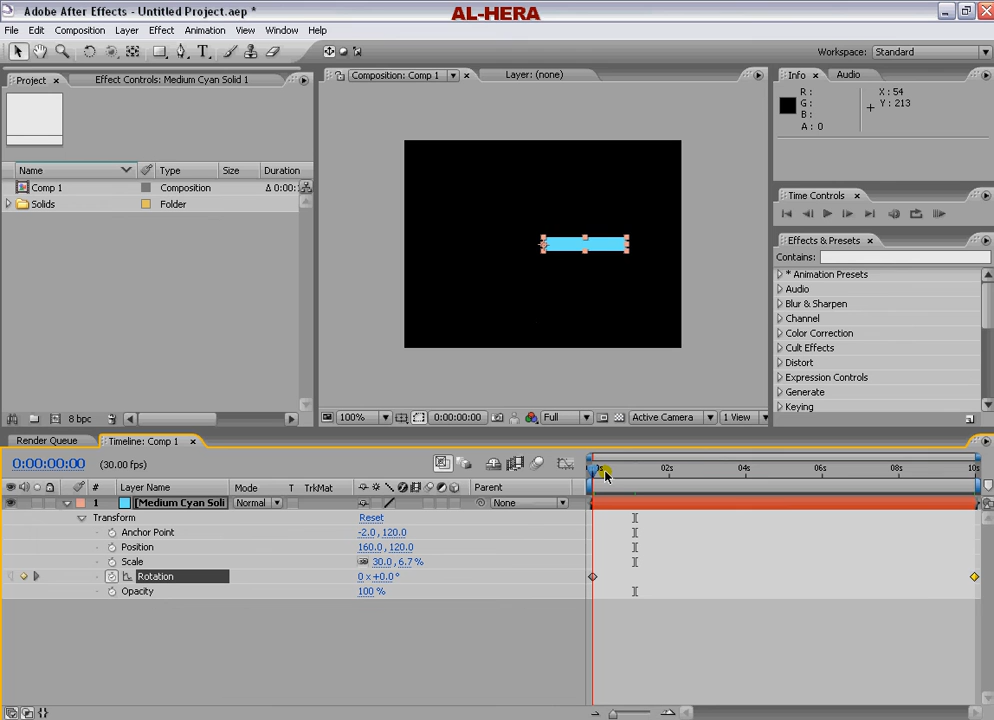 Adobe After Effects - Untitled Project.aep *
AL-HERA
File Edit Composition Layer Effect Animation View Window Help
Workspace: Standard
Project Effect Controls: Medium Cyan Solid 1
Composition: Comp 1
Layer: (none)
Info Audio
R :
G :
B :
A : 0
X : 54
Y : 213
Name Type Size Duration
Comp 1 Composition Δ 0:00:
Solids Folder
Time Controls
Effects & Presets
Contains:
* Animation Presets
Audio
Blur & Sharpen
Channel
Color Correction
Cult Effects
Distort
Expression Controls
Generate
Keying
8 bpc
100% 0:00:00:00 Full Active Camera 1 View
Render Queue Timeline: Comp 1
0:00:00:00 (30.00 fps)
02s 04s 06s 08s 10s
# Layer Name Mode T TrkMat Parent
1 [Medium Cyan Soli Normal None
Transform Reset
Anchor Point -2.0, 120.0
Position 160.0, 120.0
Scale 30.0, 6.7 %
Rotation 0 x +0.0 °
Opacity 100 %